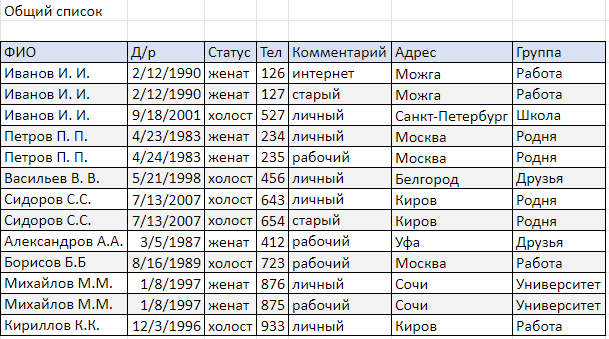 Общий список
ФИО Д/р Статус Тел Комментарий Адрес Группа
Иванов И. И. 2/12/1990 женат 126 интернет Можга Работа
Иванов И. И. 2/12/1990 женат 127 старый Можга Работа
Иванов И. И. 9/18/2001 холост 527 личный Санкт-Петербург Школа
Петров П. П. 4/23/1983 женат 234 личный Москва Родня
Петров П. П. 4/24/1983 женат 235 рабочий Москва Родня
Васильев В. В. 5/21/1998 холост 456 личный Белгород Друзья
Сидоров С.С. 7/13/2007 холост 643 личный Киров Родня
Сидоров С.С. 7/13/2007 холост 654 старый Киров Родня
Александров А.А. 3/5/1987 женат 412 рабочий Уфа Друзья
Борисов Б.Б 8/16/1989 холост 723 рабочий Москва Работа
Михайлов М.М. 1/8/1997 женат 876 личный Сочи Университет
Михайлов М.М. 1/8/1997 женат 875 рабочий Сочи Университет
Кириллов К.К. 12/3/1996 холост 933 личный Киров Работа